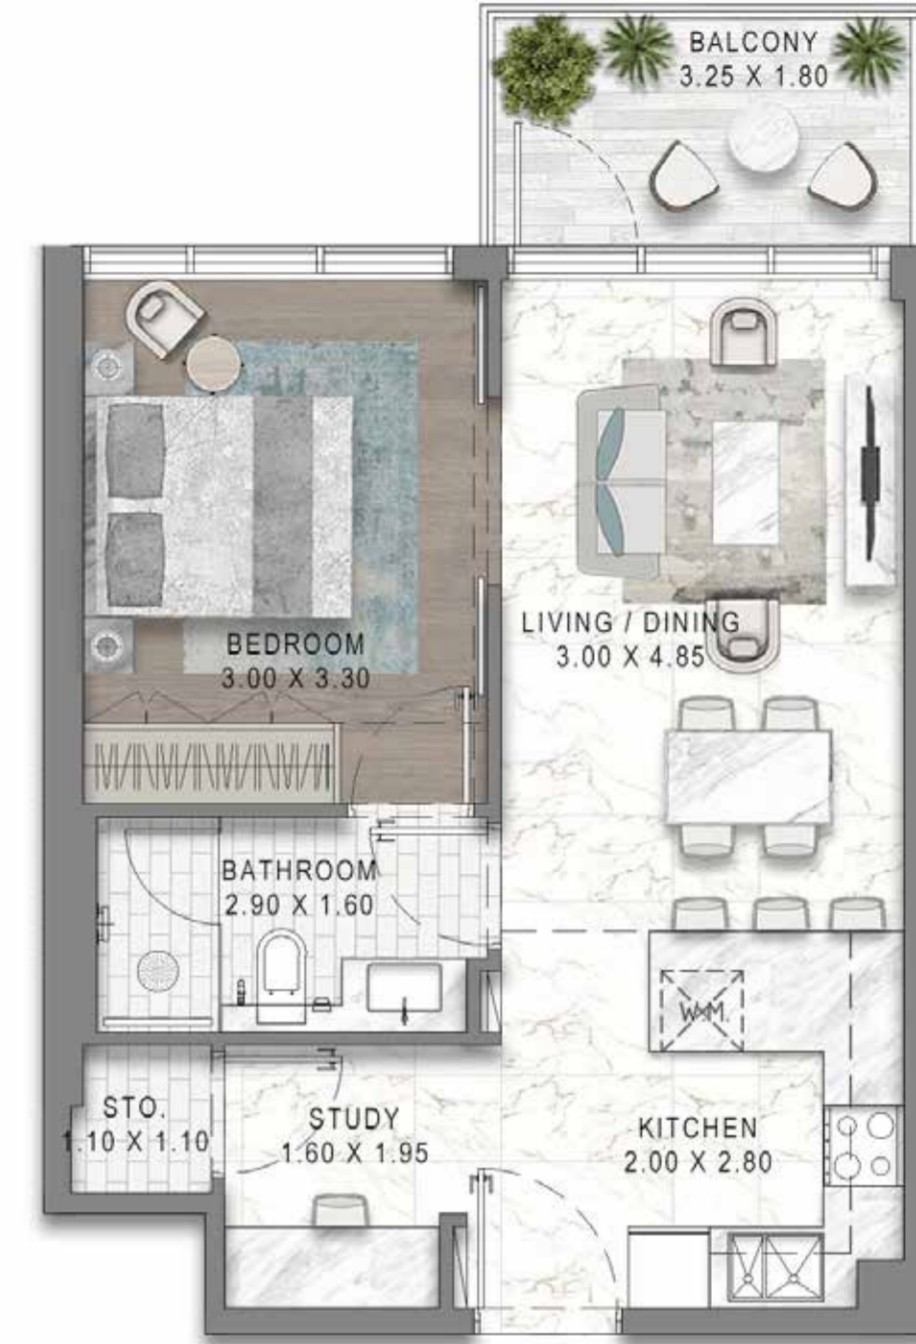 BALCONY
3.25 X 1.80
BEDROOM
3.00 X 3.30
LIVING / DINING
3.00 X 4.85
BATHROOM
2.90 X 1.60
W.M.
STO.
1.10 X 1.10
STUDY
1.60 X 1.95
KITCHEN
2.00 X 2.80